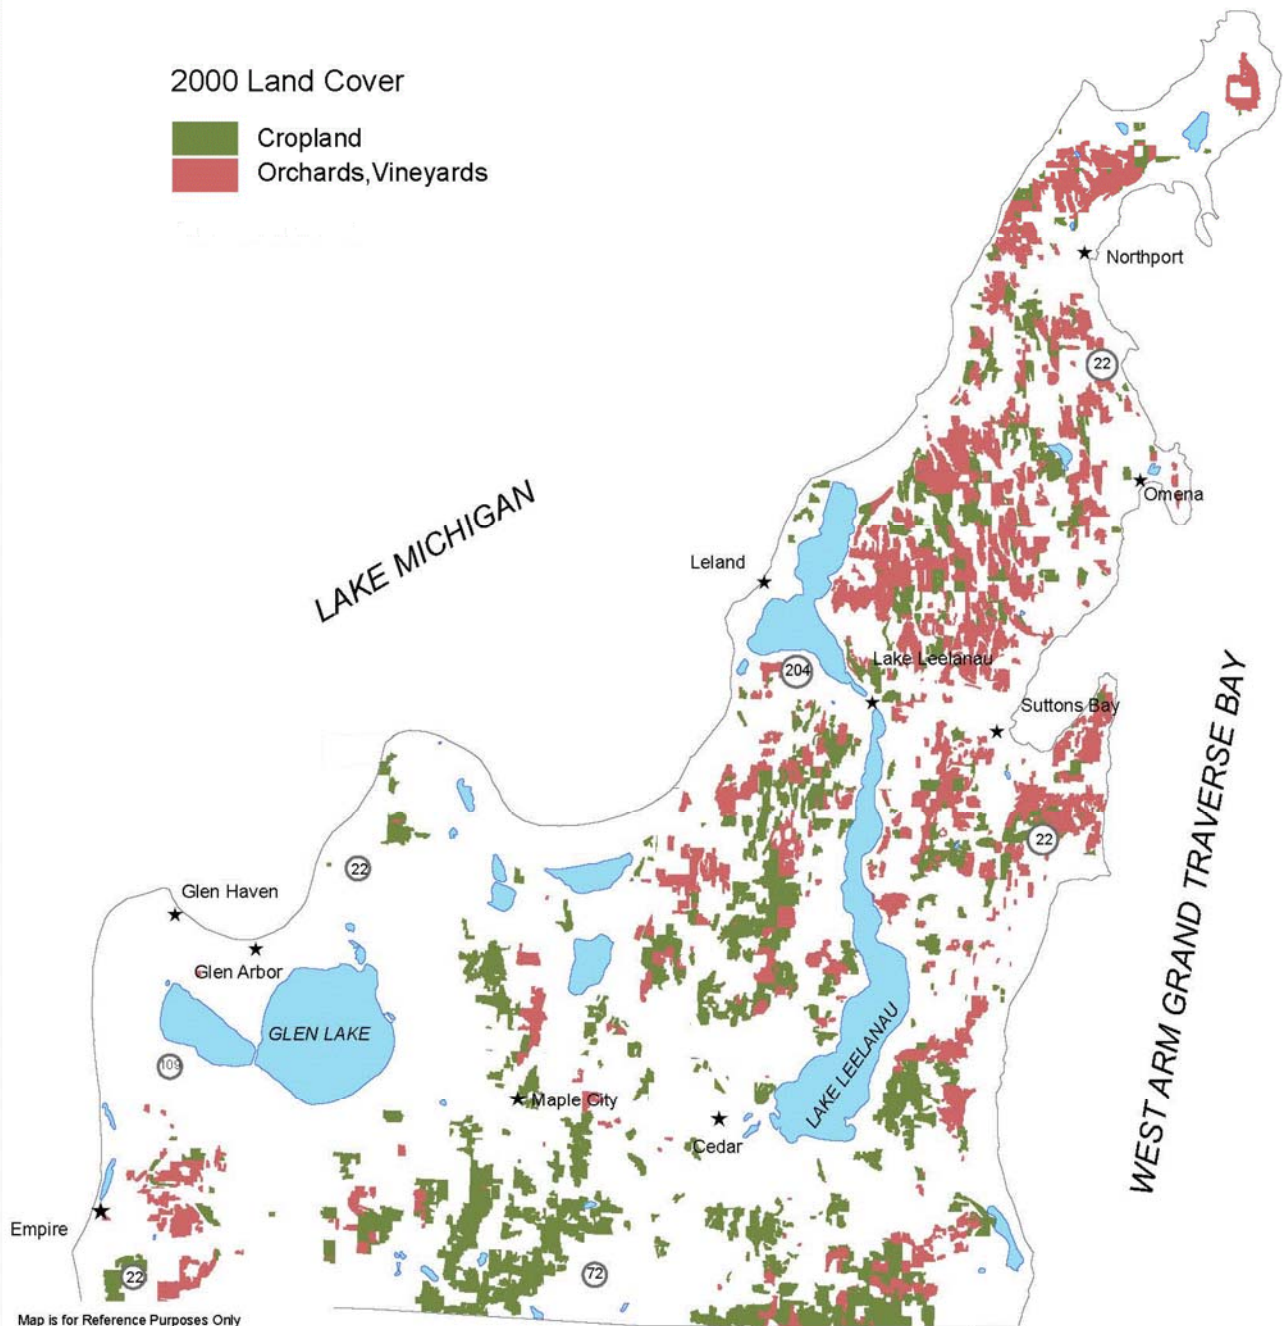 2000 Land Cover
Cropland
Orchards,Vineyards
Northport
22
LAKE MICHIGAN
Omena
Leland
Lake Leelanau
204
Suttons Bay
WEST ARM GRAND TRAVERSE BAY
22
22
Glen Haven
Glen Arbor
GLEN LAKE
LAKE LEELANAU
109
Maple City
Cedar
Empire
22
72
Map is for Reference Purposes Only